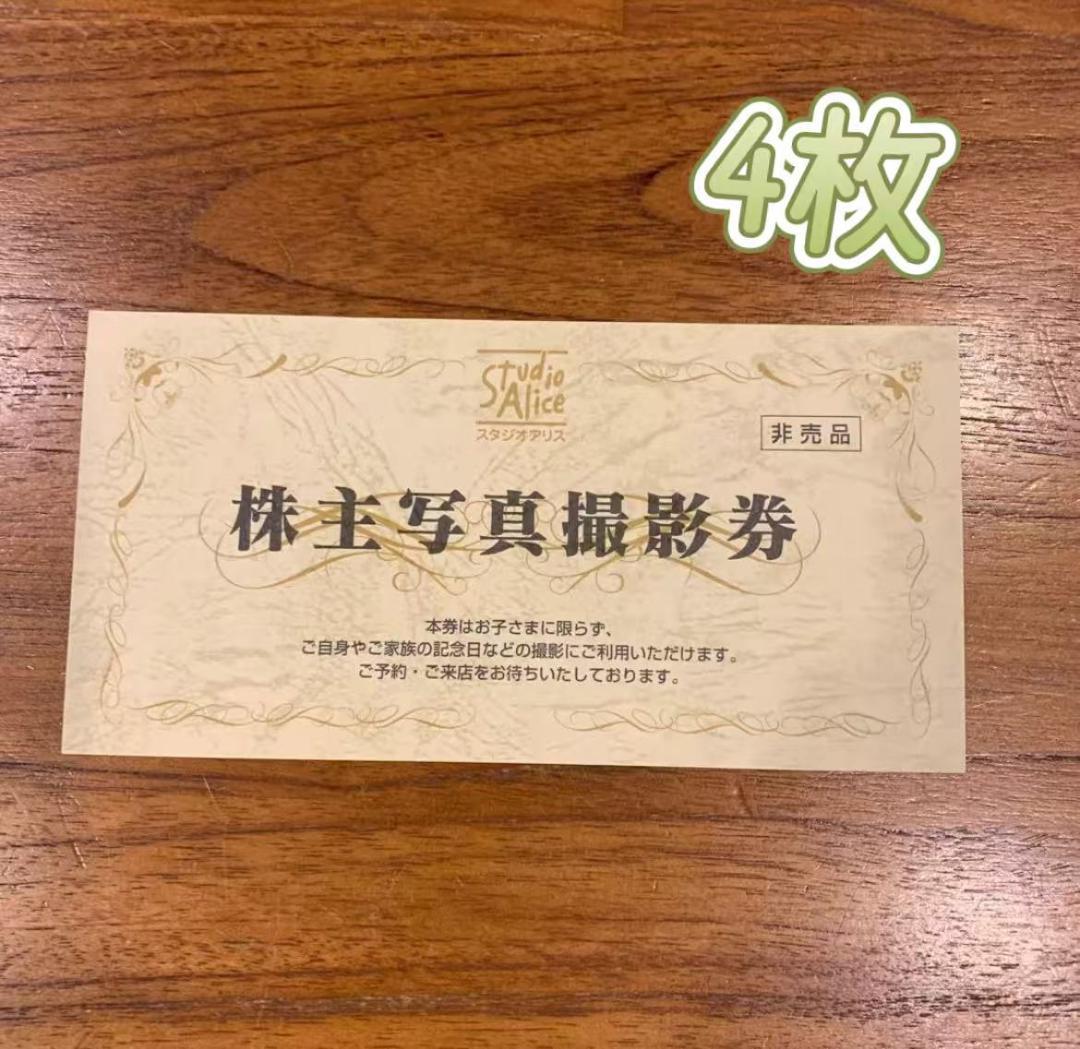 4枚
Studio
Alice
スタジオアリス
非売品
株主写真撮影券
本券はお子さまに限らず、
ご自身やご家族の記念日などの撮影にご利用いただけます。
ご予約・ご来店をお待ちいたしております。